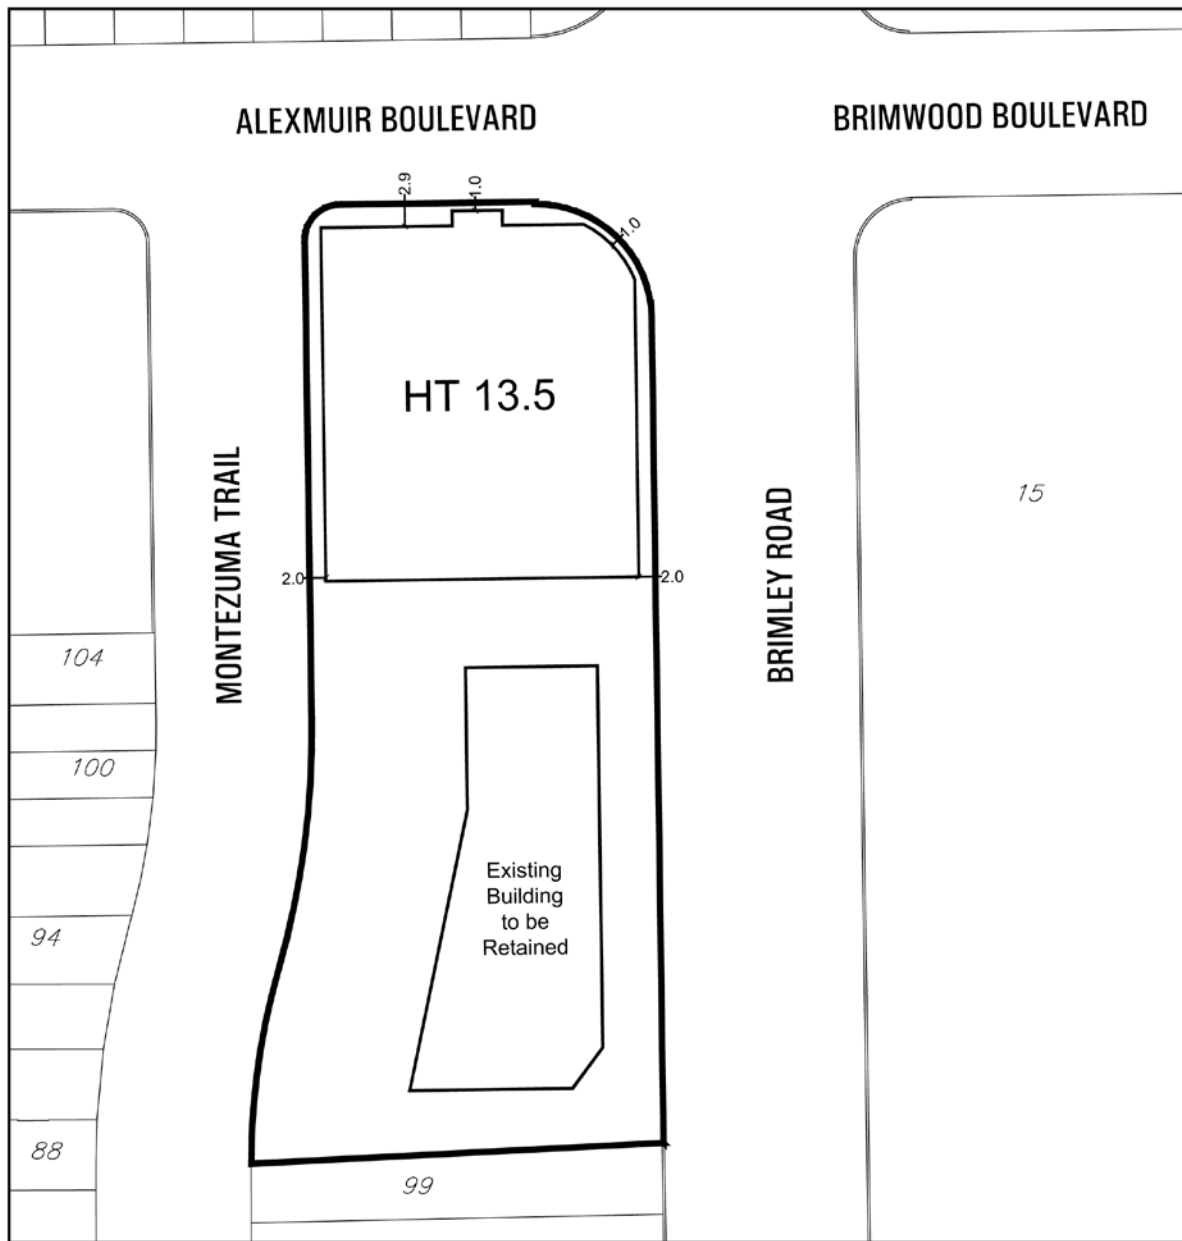 ALEXMUIR BOULEVARD
BRIMWOOD BOULEVARD
2.9
1.0
1.0
HT 13.5
MONTEZUMA TRAIL
BRIMLEY ROAD
15
2.0
2.0
104
100
Existing
Building
to be
Retained
94
88
99